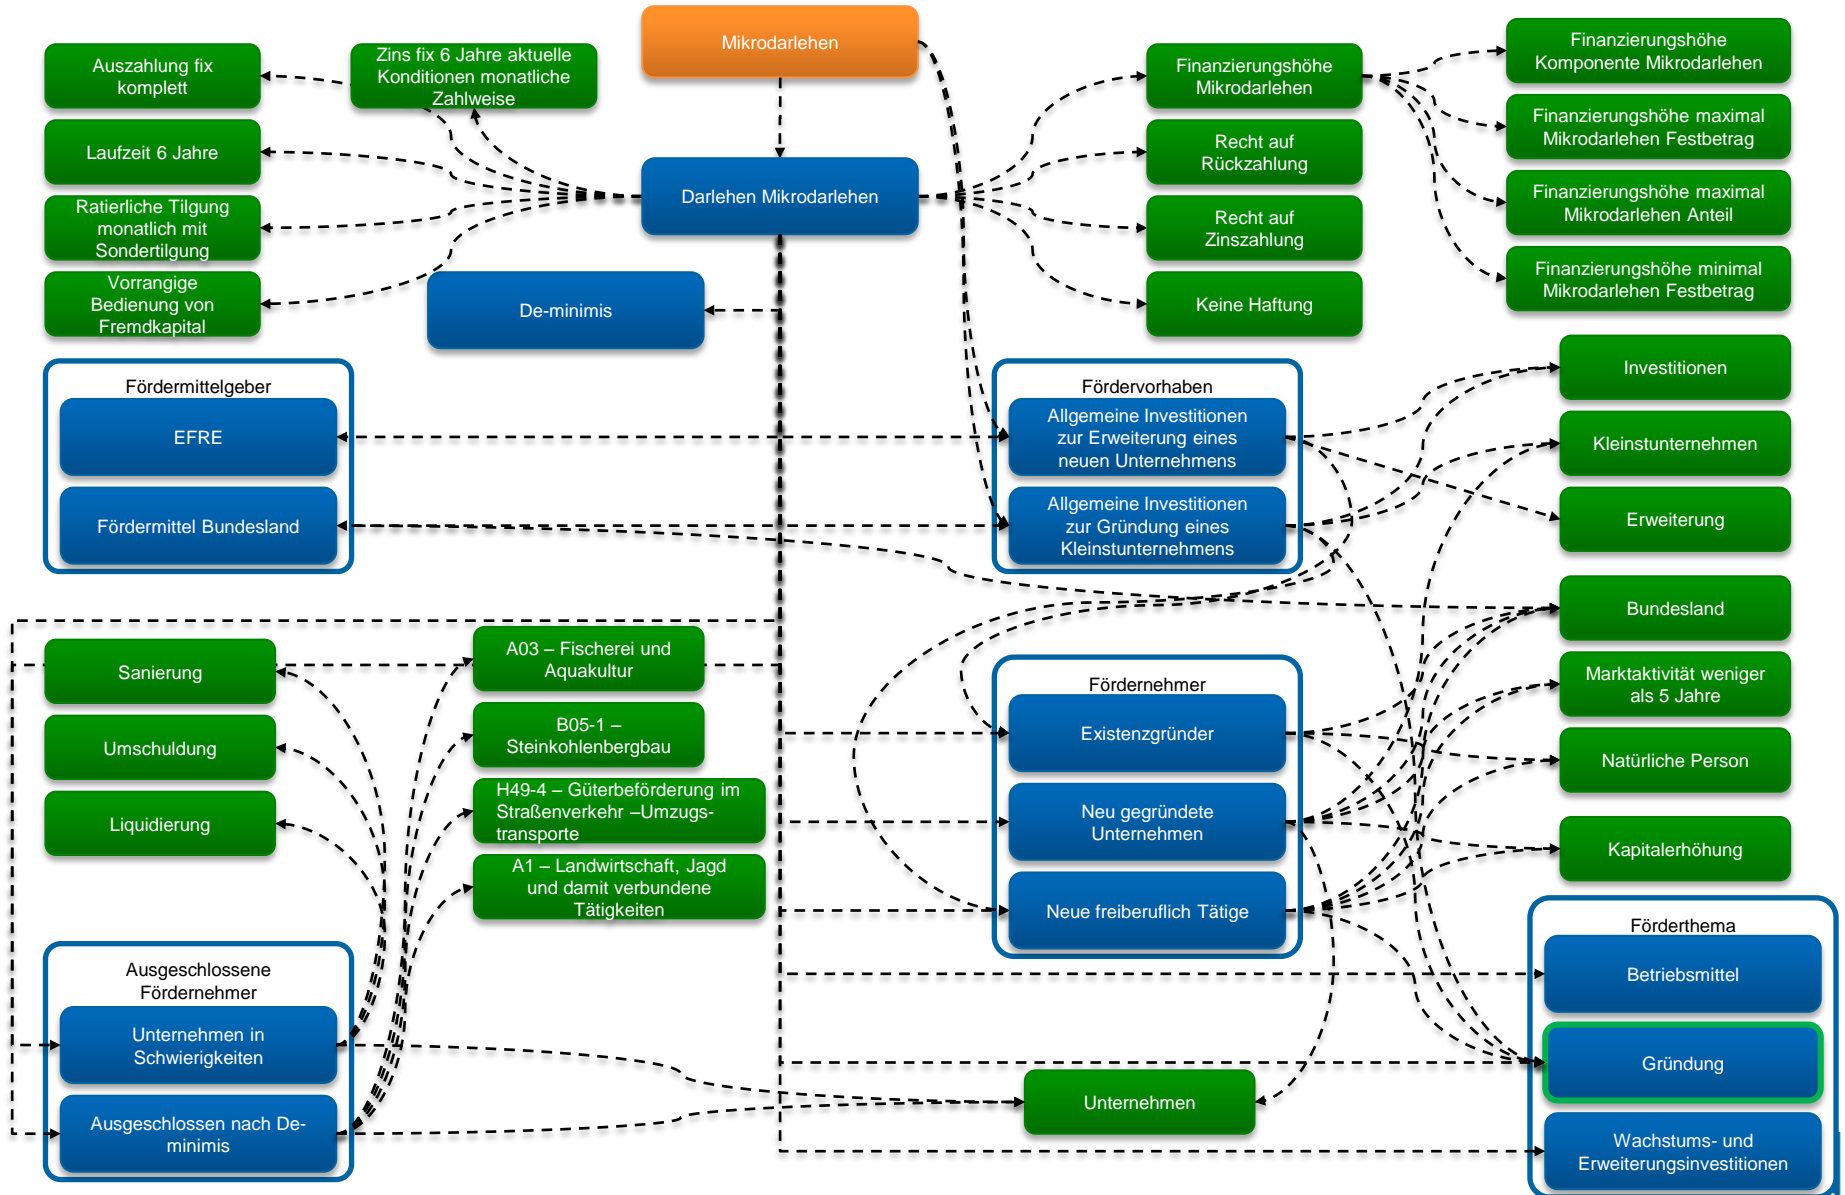 Mikrodarlehen
Auszahlung fix
komplett
Zins fix 6 Jahre aktuelle
Konditionen monatliche
Zahlweise
Finanzierungshöhe
Mikrodarlehen
Finanzierungshöhe
Komponente Mikrodarlehen
Finanzierungshöhe maximal
Mikrodarlehen Festbetrag
Laufzeit 6 Jahre
Recht auf
Rückzahlung
Darlehen Mikrodarlehen
Finanzierungshöhe maximal
Mikrodarlehen Anteil
Ratierliche Tilgung
monatlich mit
Sondertilgung
Recht auf
Zinszahlung
Finanzierungshöhe minimal
Mikrodarlehen Festbetrag
Vorrangige
Bedienung von
Fremdkapital
De-minimis
Keine Haftung
Fördermittelgeber
EFRE
Fördermittel Bundesland
Fördervorhaben
Allgemeine Investitionen
zur Erweiterung eines
neuen Unternehmens
Allgemeine Investitionen
zur Gründung eines
Kleinstunternehmens
Investitionen
Kleinstunternehmen
Erweiterung
Bundesland
Marktaktivität weniger
als 5 Jahre
Natürliche Person
Kapitalerhöhung
Sanierung
Umschuldung
Liquidierung
A03 – Fischerei und
Aquakultur
B05-1 –
Steinkohlenbergbau
H49-4 – Güterbeförderung im
Straßenverkehr –Umzugs-
transporte
A1 – Landwirtschaft, Jagd
und damit verbundene
Tätigkeiten
Fördernehmer
Existenzgründer
Neu gegründete
Unternehmen
Neue freiberuflich Tätige
Ausgeschlossene
Fördernehmer
Unternehmen in
Schwierigkeiten
Ausgeschlossen nach De-
minimis
Unternehmen
Förderthema
Betriebsmittel
Gründung
Wachstums- und
Erweiterungsinvestitionen